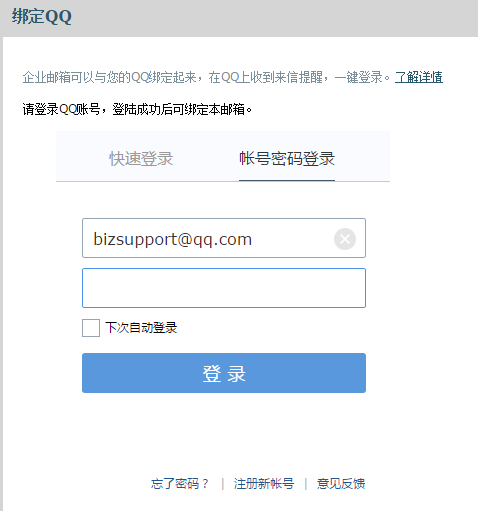 绑定QQ
企业邮箱可以与您的QQ绑定起来，在QQ上收到来信提醒，一键登录。了解详情
请登录QQ账号，登陆成功后可绑定本邮箱。
快速登录 帐号密码登录
bizsupport@qq.com
下次自动登录
登 录
忘了密码？ | 注册新帐号 | 意见反馈